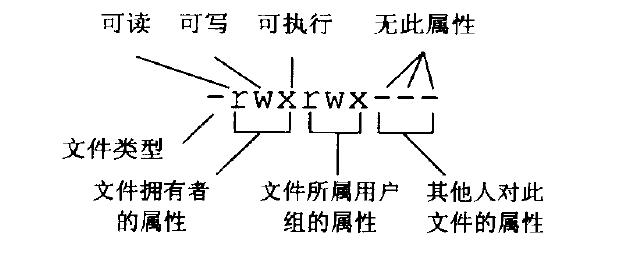 可读 可写 可执行 无此属性
-rwxrwx---
文件类型
文件拥有者
的属性
文件所属用户
组的属性
其他人对此
文件的属性